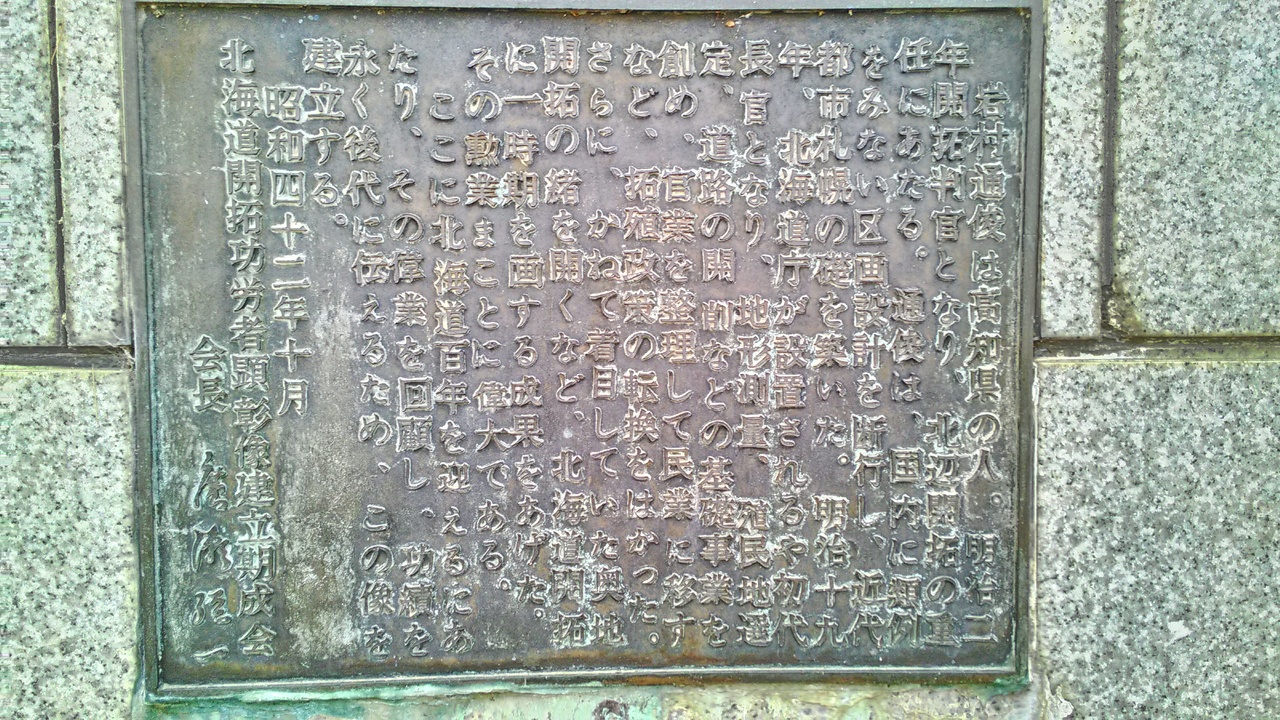 岩村通俊は高知県の人。明治二
年開拓判官となり、北辺開拓の重
任にあたる。通俊は、国内に類例
をみない区画設計を断行し、近代
都市札幌の礎を築いた。明治十九
年、北海道庁が設置されるや初代
長官となり、地形測量、殖民地選
定、道路の開削などの基礎事業を
創め、官業を整理して民業に移す
など、拓殖政策の転換をはかった。
さらに、かねて着目していた奥地
開拓の緒を開くなど、北海道開拓
に一時期を画する成果をあげた。
その勲業まことに偉大である。
ここに北海道百年を迎えるにあ
たり、その偉業を回顧し、功績を
永く後代に伝えるため、この像を
建立する。
昭和四十二年十月
北海道開拓功労者顕彰像建立期成会
会長